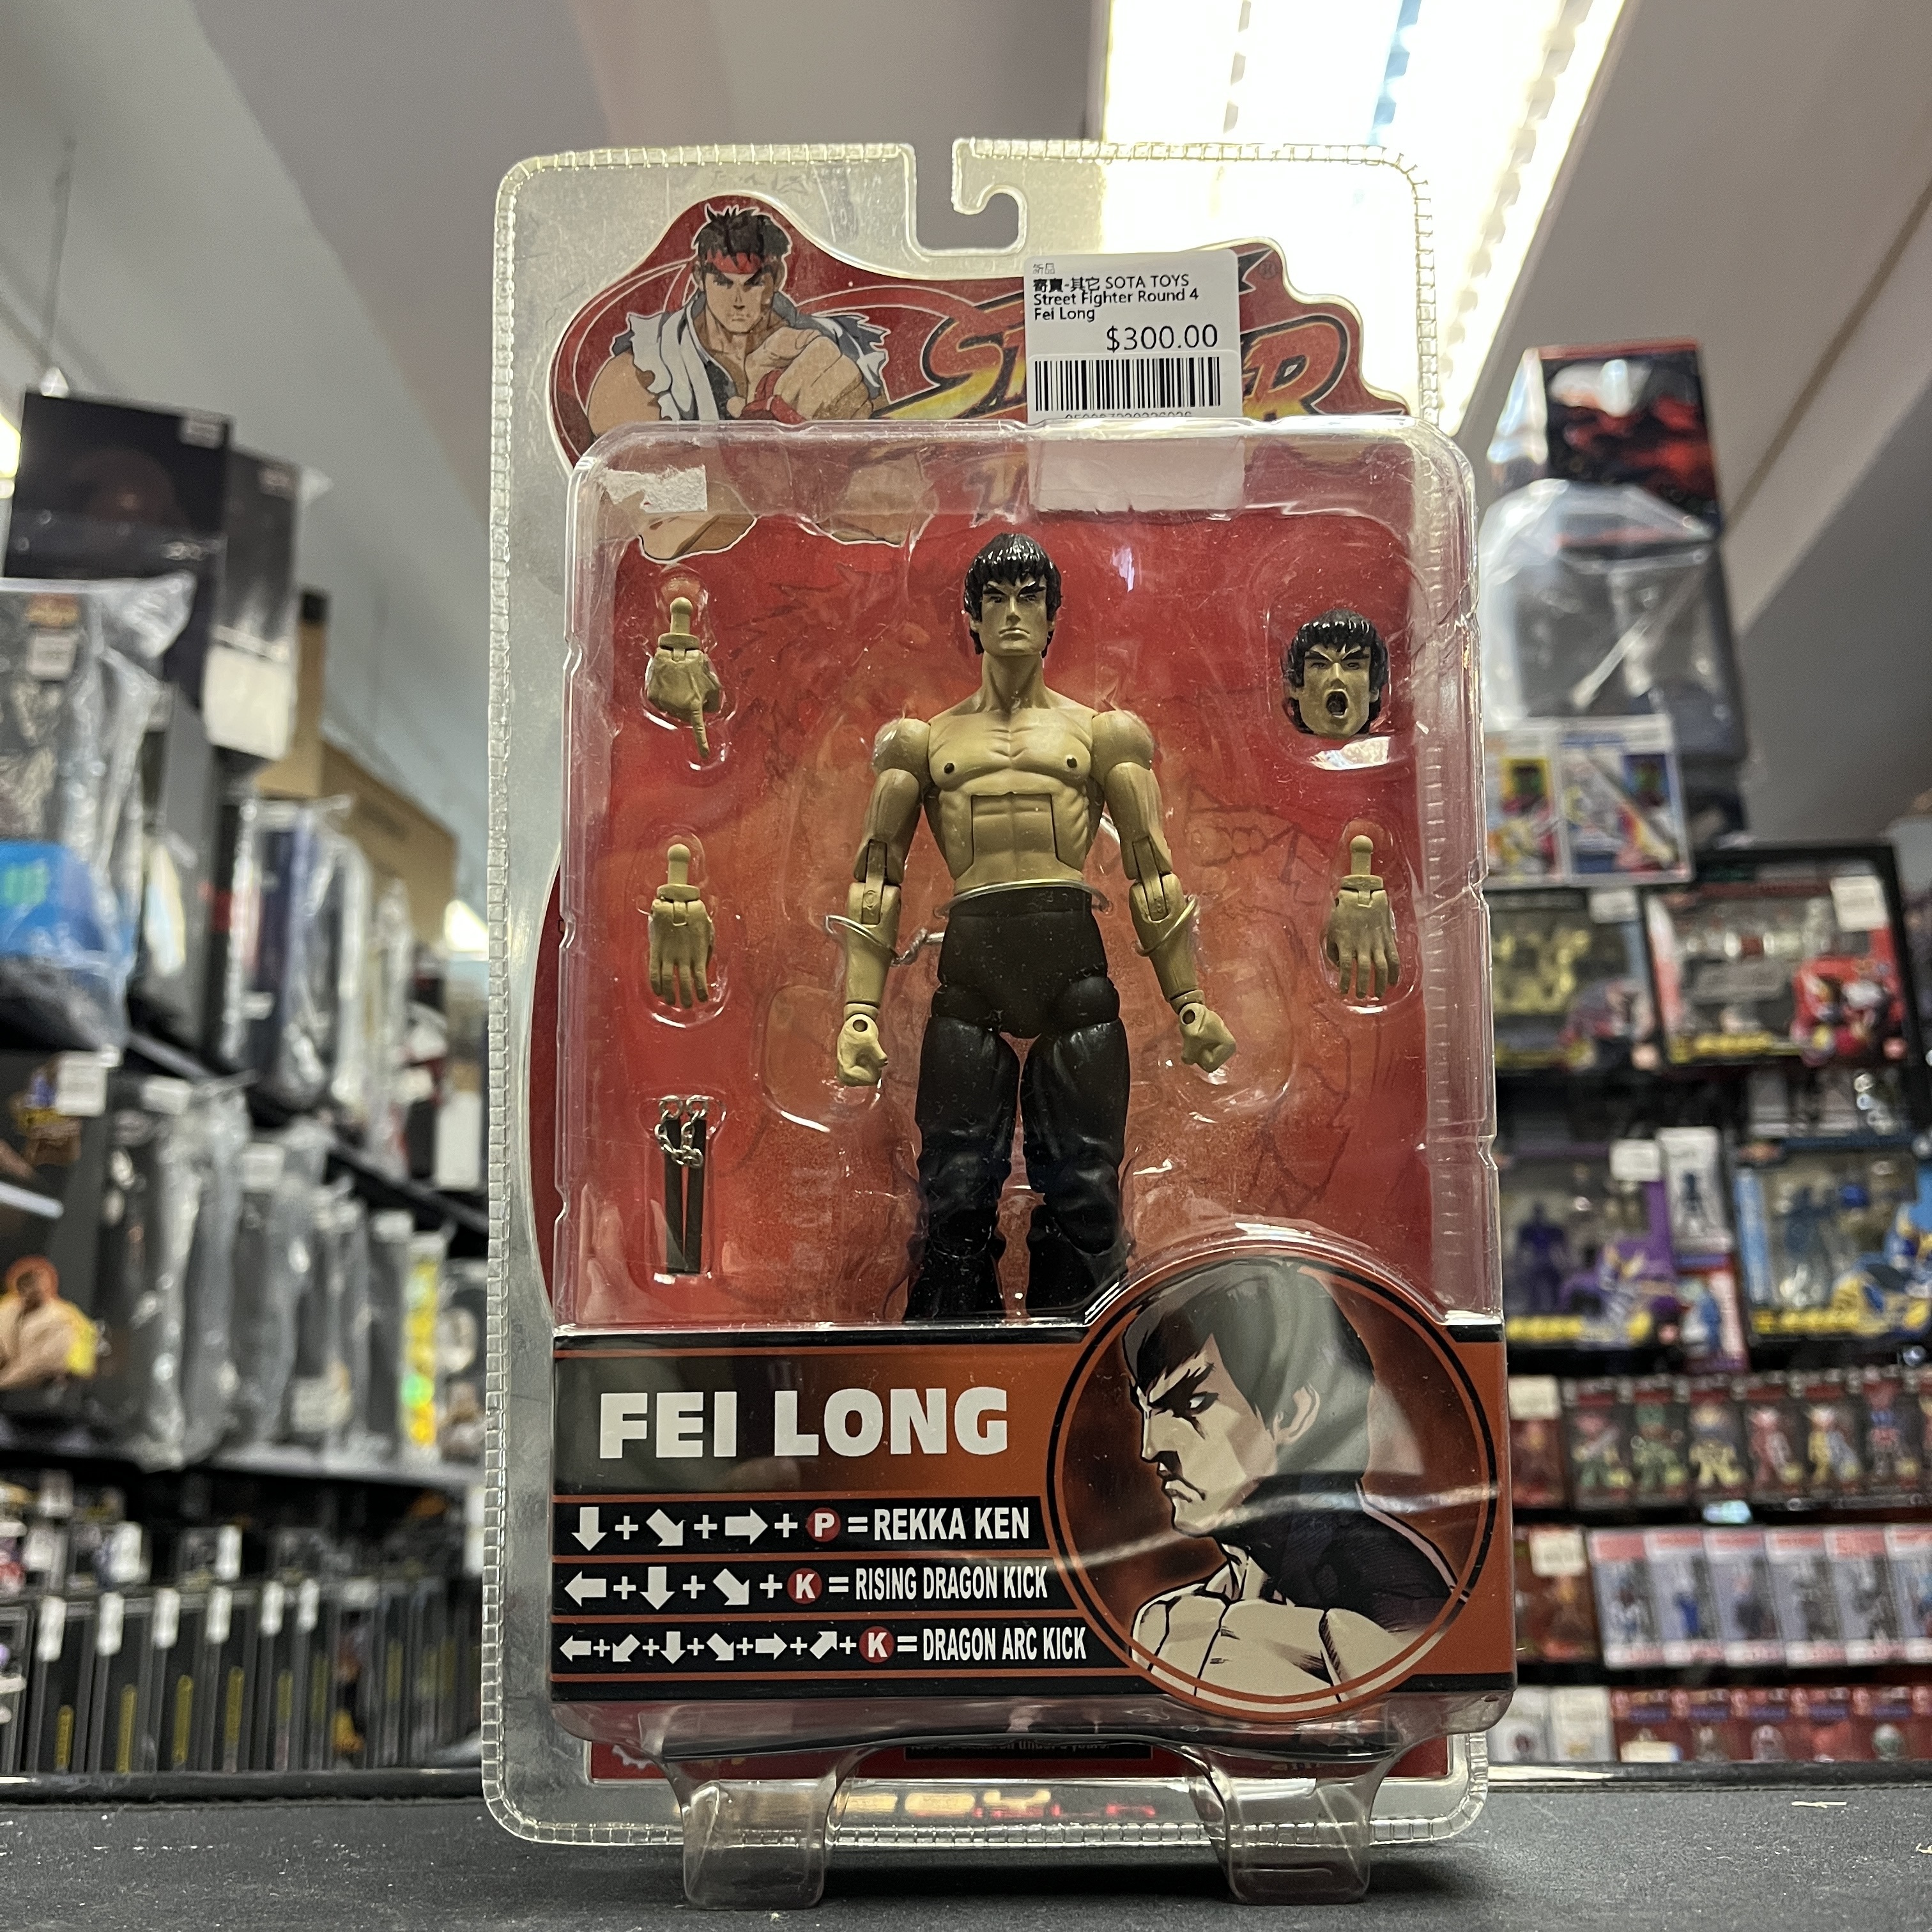 新品
寄賣-其它 SOTA TOYS
Street Fighter Round 4
Fei Long
$300.00
FEI LONG
P = REKKA KEN
K = RISING DRAGON KICK
K = DRAGON ARC KICK